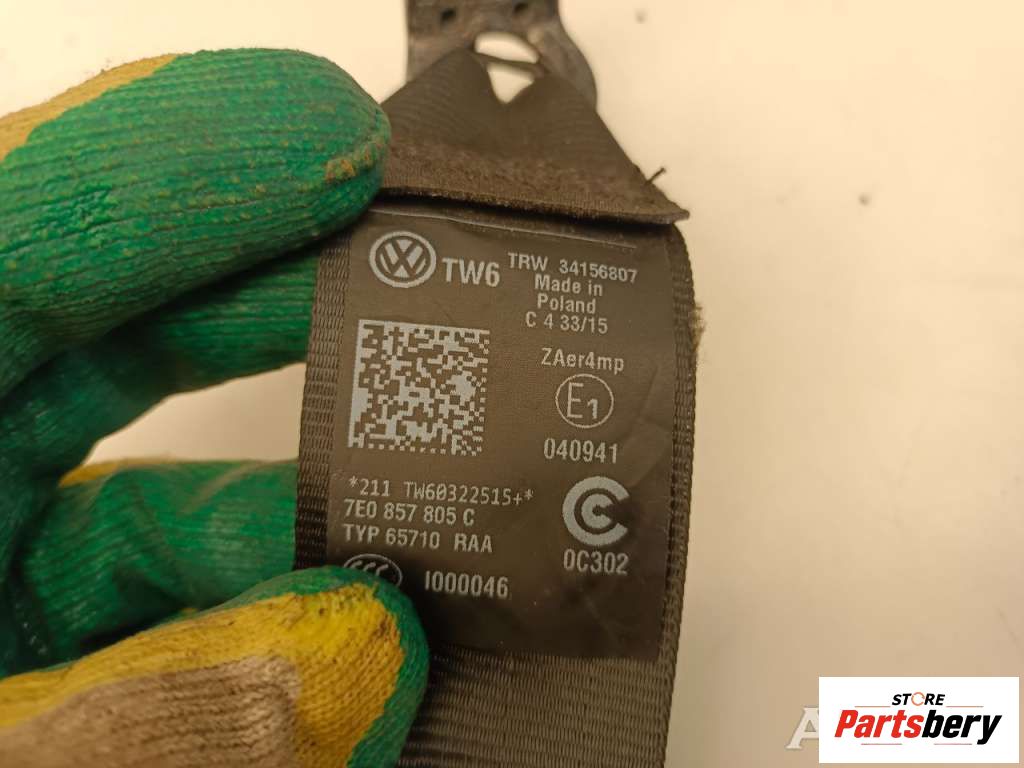 TW6
TRW 34156807
Made in
Poland
C 4 33/15
ZAer4mp
E1
040941
*211 TW60322515+*
7E0 857 805 C
TYP 65710 RAA
0C302
CCC
I000046
STORE
Partsbery